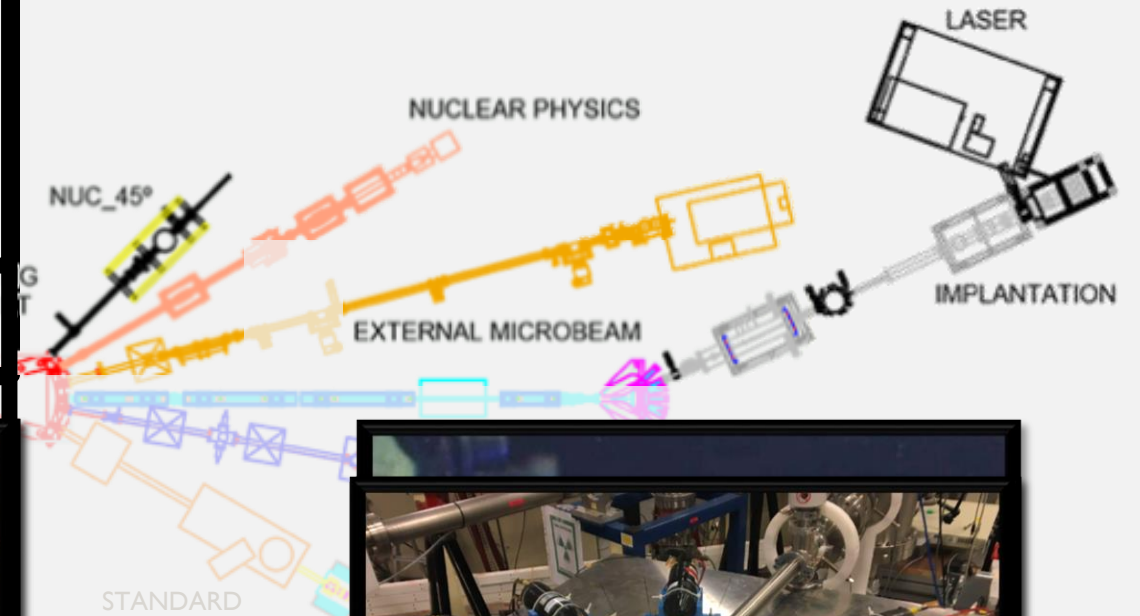 LASER
NUCLEAR PHYSICS
NUC_45º
G
T
IMPLANTATION
EXTERNAL MICROBEAM
STANDARD